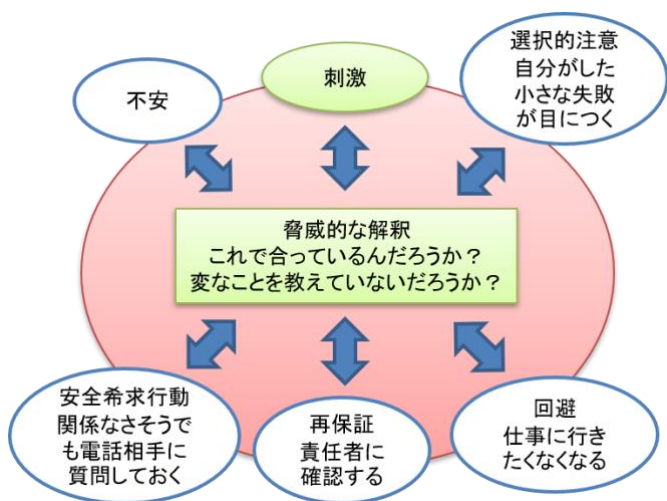 不安
刺激
選択的注意
自分がした
小さな失敗
が目につく
脅威的な解釈
これで合っているんだろうか？
変なことを教えていないだろうか？
安全希求行動
関係なさそうで
も電話相手に
質問しておく
再保証
責任者に
確認する
回避
仕事に行き
たくなくなる